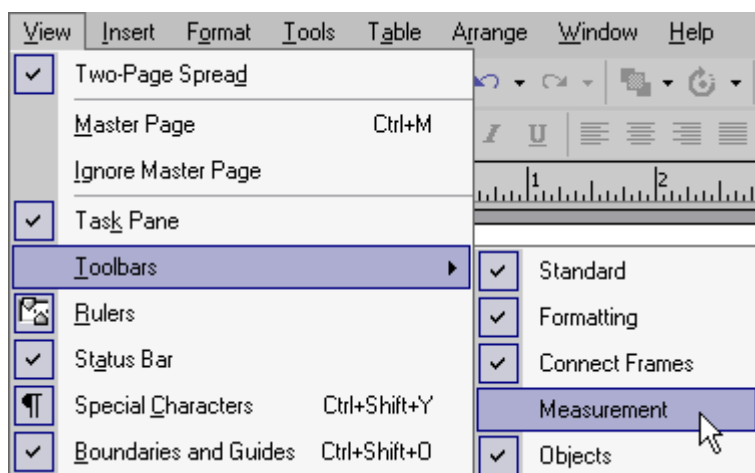 View Insert Format Tools Table Arrange Window Help
Two-Page Spread
Master Page Ctrl+M
I U
Ignore Master Page
1 2
Task Pane
Toolbars
Standard
Rulers
Formatting
Status Bar
Connect Frames
Special Characters Ctrl+Shift+Y
Measurement
Boundaries and Guides Ctrl+Shift+O
Objects